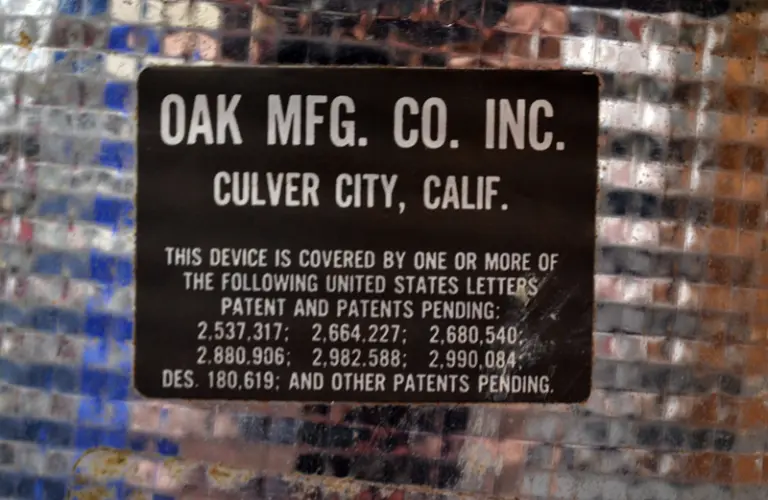 OAK MFG. CO. INC.
CULVER CITY, CALIF.
THIS DEVICE IS COVERED BY ONE OR MORE OF
THE FOLLOWING UNITED STATES LETTERS
PATENT AND PATENTS PENDING:
2,537,317; 2,664,227; 2,680,540;
2.880,906; 2,982.588; 2,990,084;
DES. 180,619; AND OTHER PATENTS PENDING.